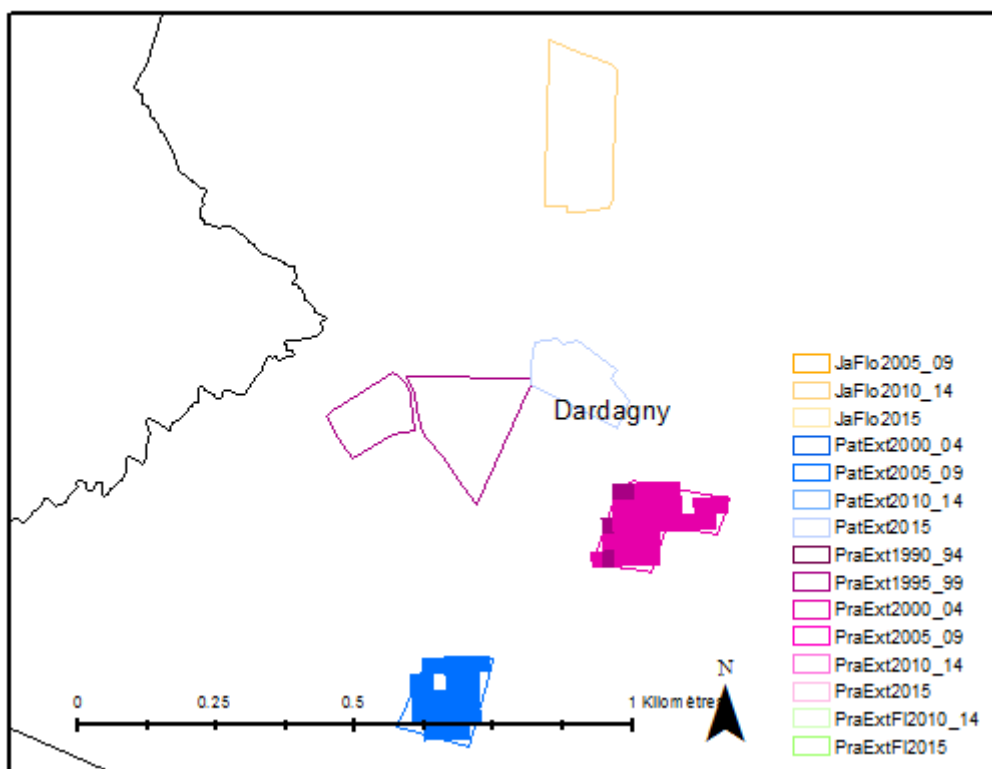 Dardagny
JaFlo2005_09
JaFlo2010_14
JaFlo2015
PatExt2000_04
PatExt2005_09
PatExt2010_14
PatExt2015
PraExt1990_94
PraExt1995_99
PraExt2000_04
PraExt2005_09
PraExt2010_14
PraExt2015
PraExtFl2010_14
PraExtFl2015
0 0.25 0.5 1 Kilomètres
N